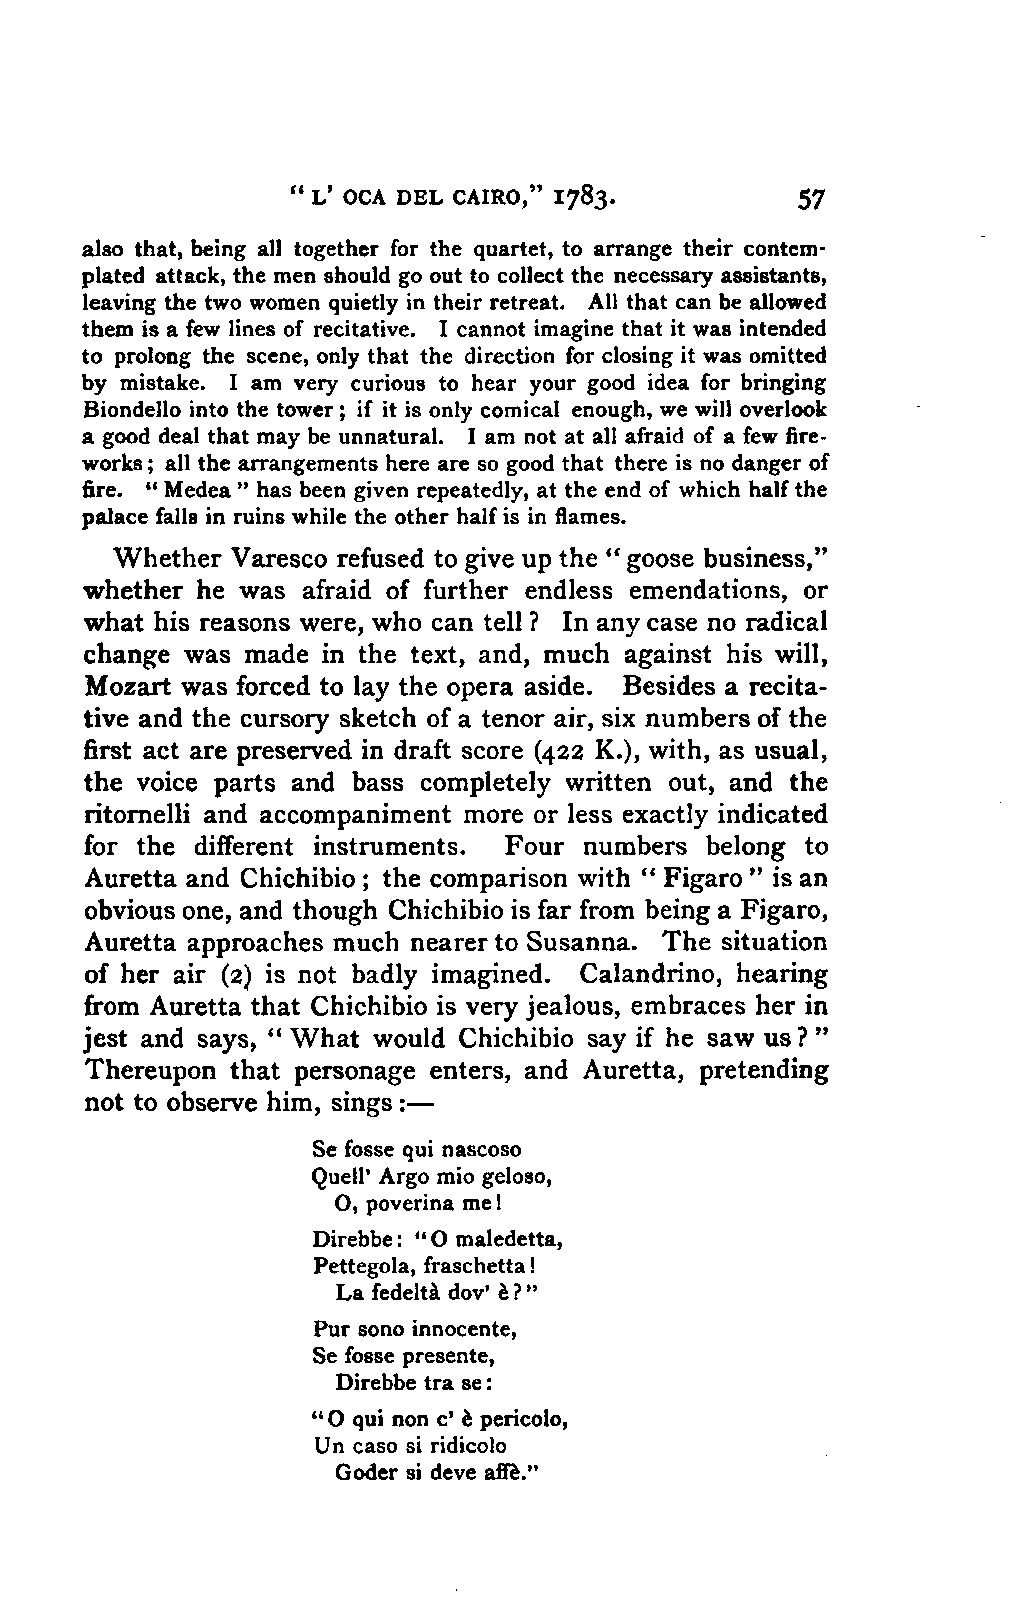 “ L’ OCA DEL CAIRO,” 1783. 57
also that, being all together for the quartet, to arrange their contem-
plated attack, the men should go out to collect the necessary assistants,
leaving the two women quietly in their retreat. All that can be allowed
them is a few lines of recitative. I cannot imagine that it was intended
to prolong the scene, only that the direction for closing it was omitted
by mistake. I am very curious to hear your good idea for bringing
Biondello into the tower ; if it is only comical enough, we will overlook
a good deal that may be unnatural. I am not at all afraid of a few fire-
works ; all the arrangements here are so good that there is no danger of
fire. “ Medea ” has been given repeatedly, at the end of which half the
palace falls in ruins while the other half is in flames.
Whether Varesco refused to give up the “ goose business,”
whether he was afraid of further endless emendations, or
what his reasons were, who can tell ? In any case no radical
change was made in the text, and, much against his will,
Mozart was forced to lay the opera aside. Besides a recita-
tive and the cursory sketch of a tenor air, six numbers of the
first act are preserved in draft score (422 K.), with, as usual,
the voice parts and bass completely written out, and the
ritornelli and accompaniment more or less exactly indicated
for the different instruments. Four numbers belong to
Auretta and Chichibio ; the comparison with “ Figaro ” is an
obvious one, and though Chichibio is far from being a Figaro,
Auretta approaches much nearer to Susanna. The situation
of her air (2) is not badly imagined. Calandrino, hearing
from Auretta that Chichibio is very jealous, embraces her in
jest and says, “ What would Chichibio say if he saw us ? ”
Thereupon that personage enters, and Auretta, pretending
not to observe him, sings :—
Se fosse qui nascoso
Quell’ Argo mio geloso,
O, poverina me !
Direbbe : “O maledetta,
Pettegola, fraschetta !
La fedeltà dov’ è ? ”
Pur sono innocente,
Se fosse presente,
Direbbe tra se :
“O qui non c’ è pericolo,
Un caso si ridicolo
Goder si deve affè.”